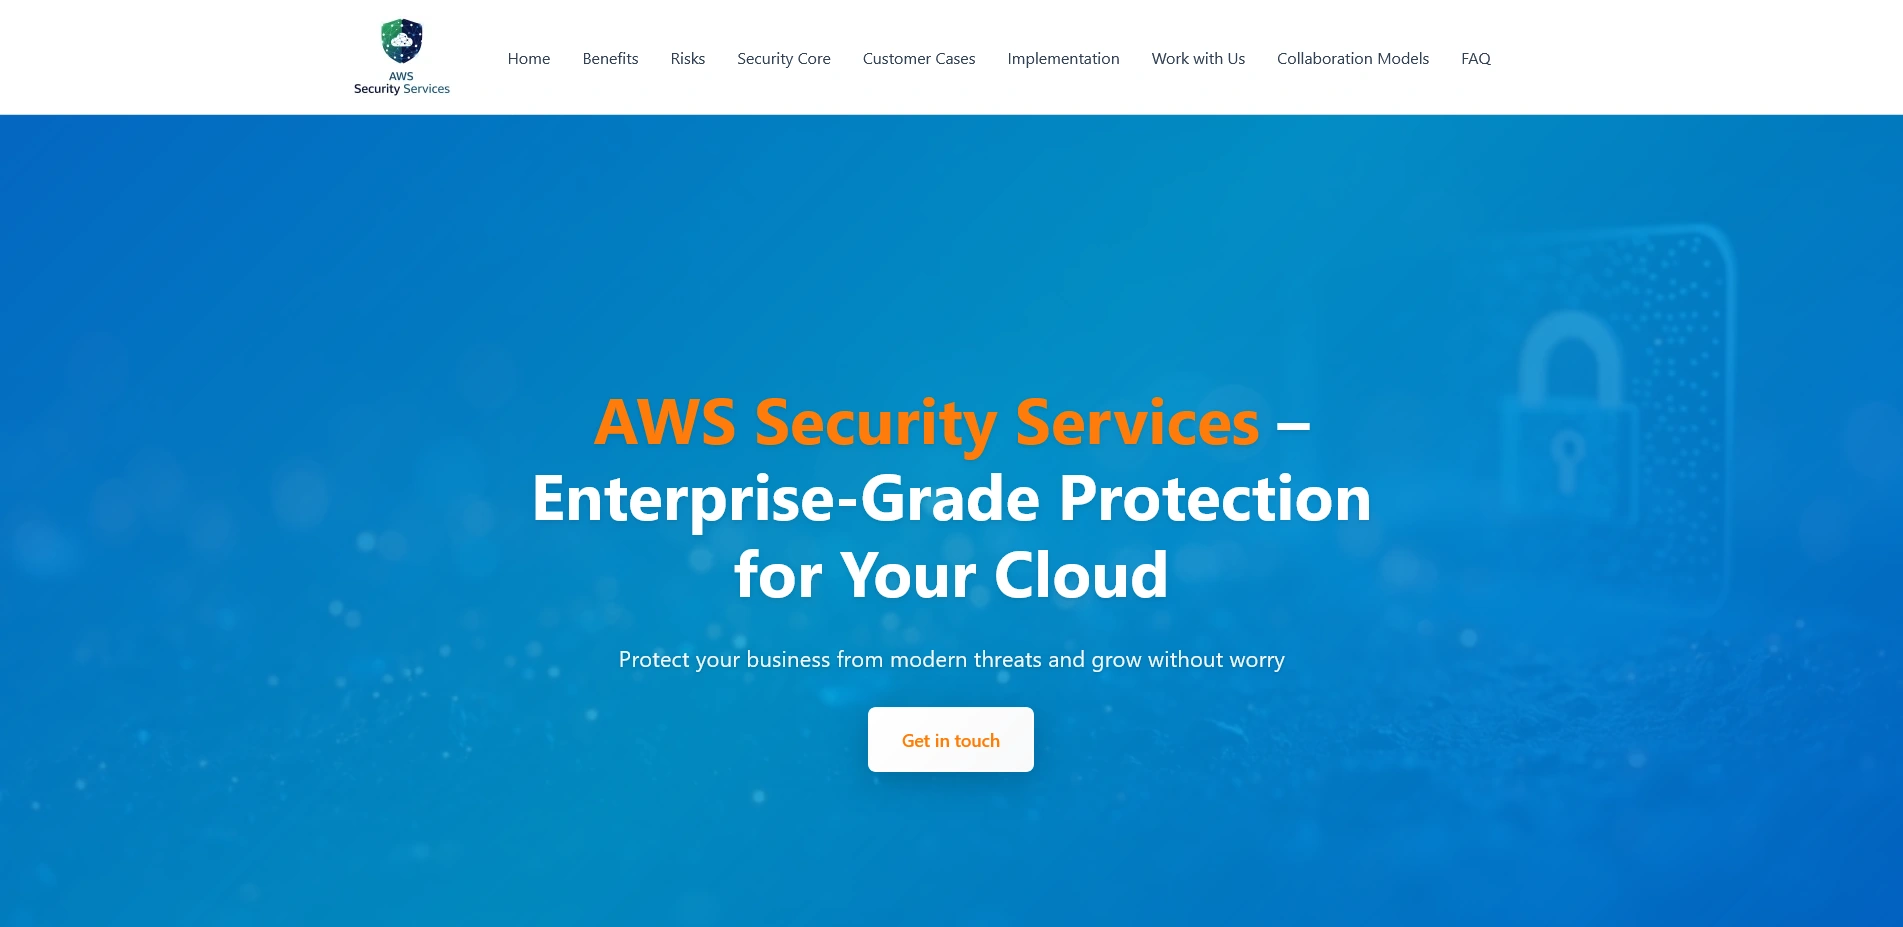 AWS
Security Services
Home
Benefits
Risks
Security Core
Customer Cases
Implementation
Work with Us
Collaboration Models
FAQ
AWS Security Services –
Enterprise-Grade Protection
for Your Cloud
Protect your business from modern threats and grow without worry
Get in touch